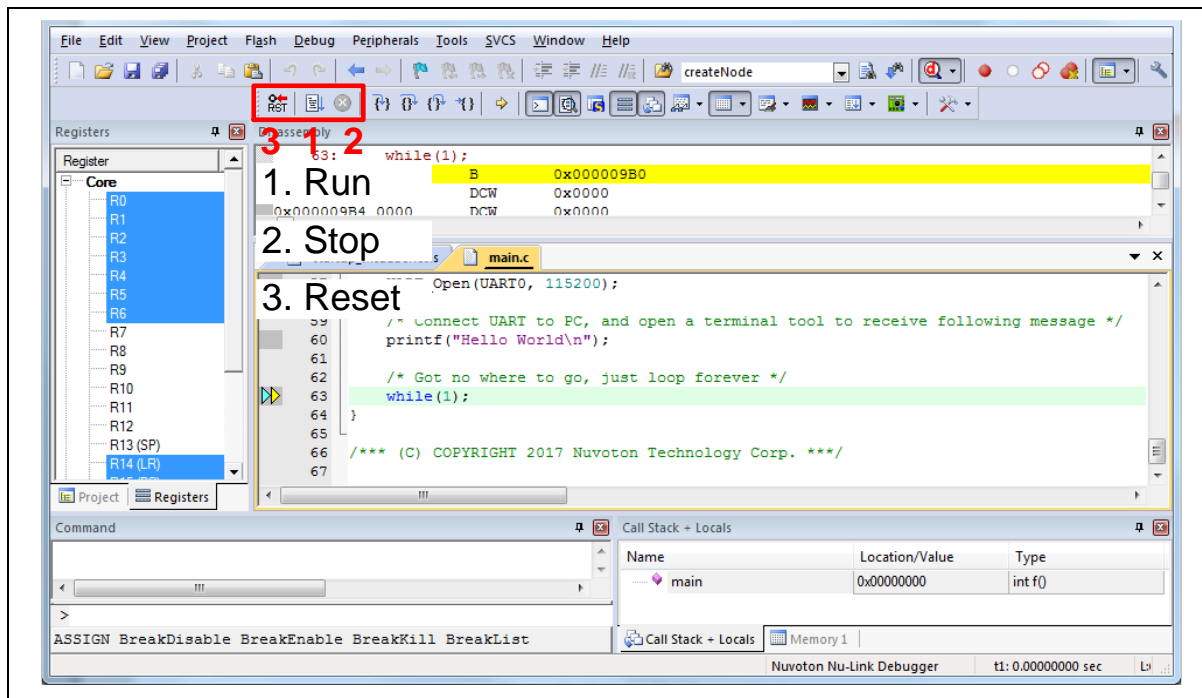 File Edit View Project Flash Debug Peripherals Tools SVCS Window Help
createNode
RST
3 1 2
Registers
Disassembly
Register
Core
R0
R1
R2
R3
R4
R5
R6
R7
R8
R9
R10
R11
R12
R13 (SP)
R14 (LR)
Project Registers
63: while(1);
B 0x000009B0
DCW 0x0000
0x000009B4 0000 DCW 0x0000
1. Run
2. Stop
3. Reset
main.c
Open(UART0, 115200);
59 /* Connect UART to PC, and open a terminal tool to receive following message */
60 printf("Hello World\n");
61
62 /* Got no where to go, just loop forever */
63 while(1);
64 }
65
66 /*** (C) COPYRIGHT 2017 Nuvoton Technology Corp. ***/
67
Command
>
ASSIGN BreakDisable BreakEnable BreakKill BreakList
Call Stack + Locals
Name Location/Value Type
main 0x00000000 int f()
Call Stack + Locals Memory 1
Nuvoton Nu-Link Debugger t1: 0.00000000 sec